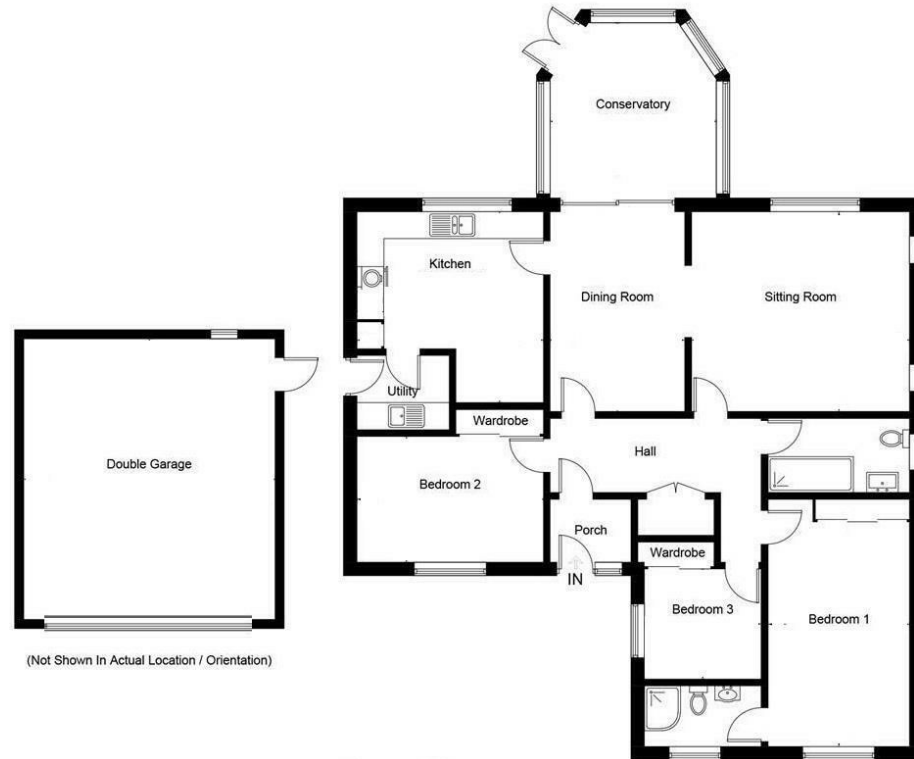 Conservatory
Kitchen
Dining Room
Sitting Room
Utility
Wardrobe
Double Garage
Hall
Bedroom 2
Porch
Wardrobe
IN
Bedroom 3
Bedroom 1
(Not Shown In Actual Location / Orientation)